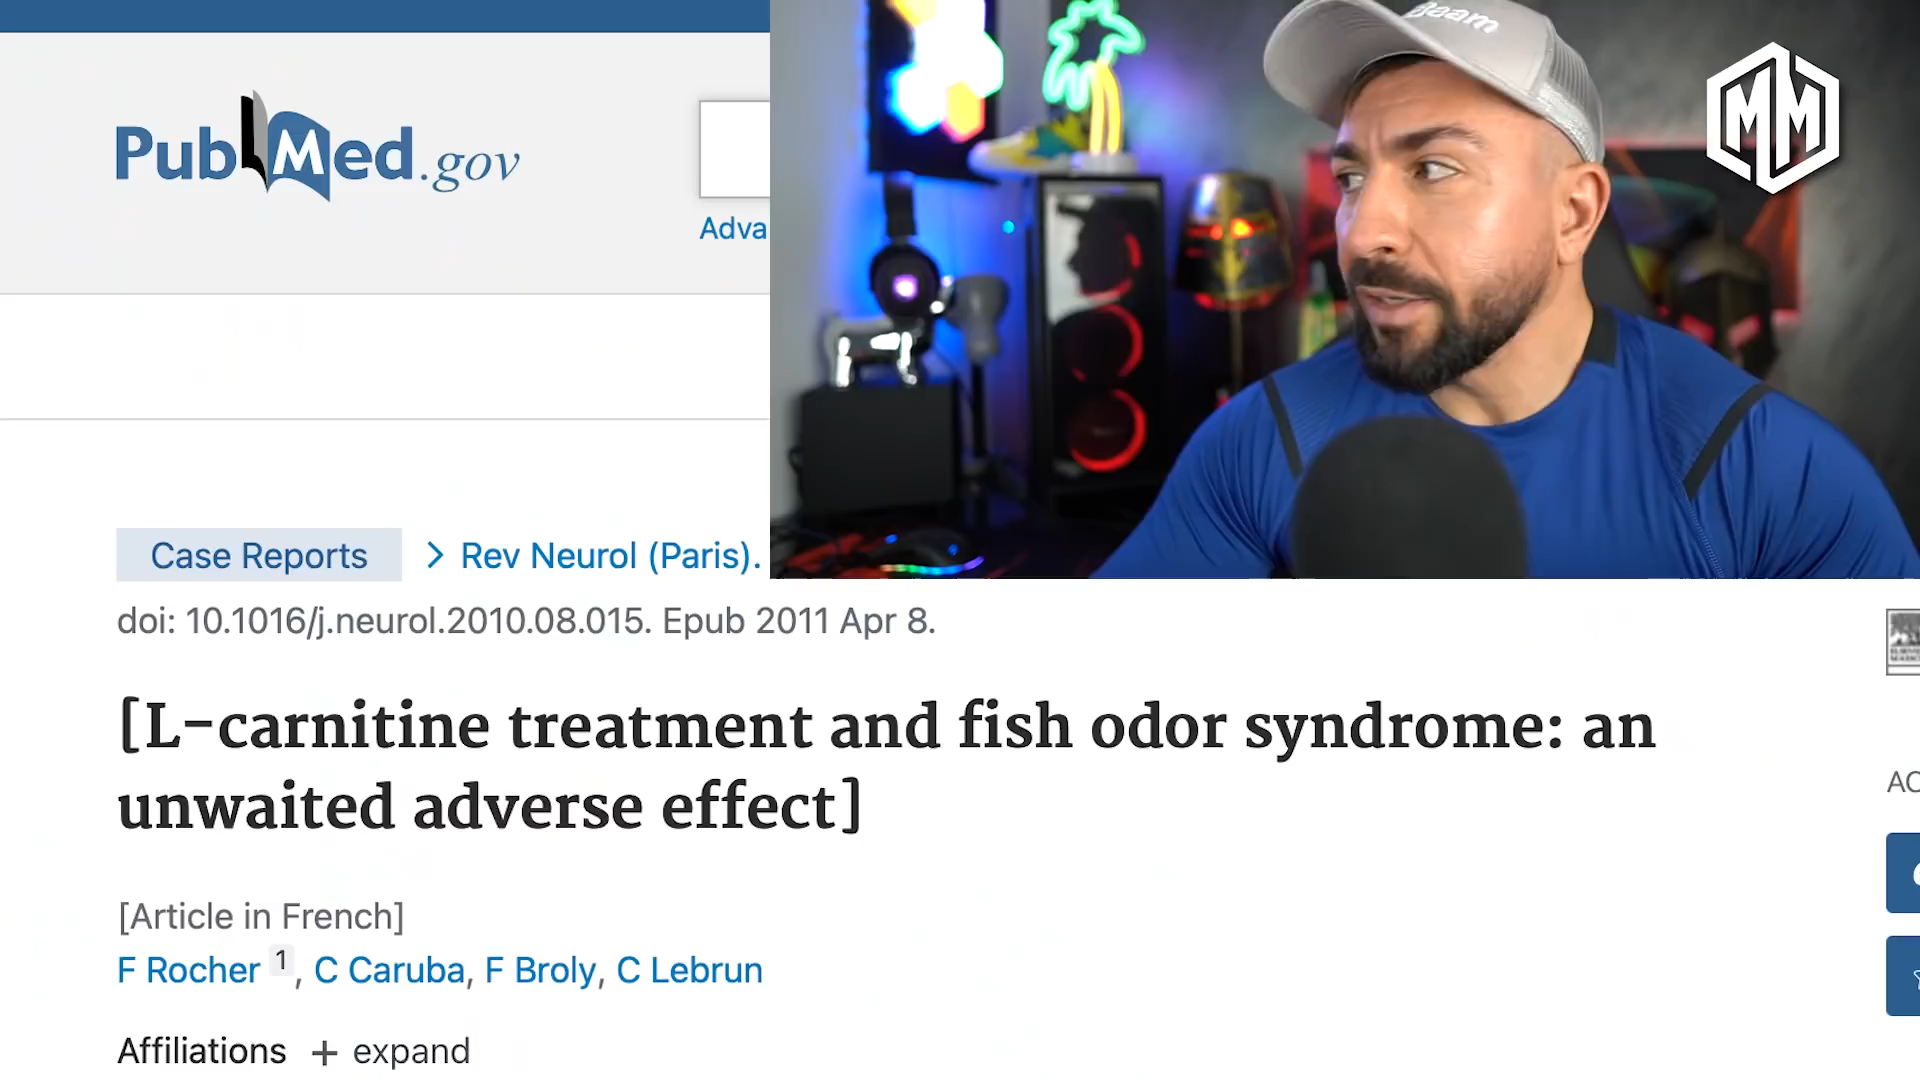 PubMed.gov
Adva
Case Reports > Rev Neurol (Paris).
doi: 10.1016/j.neurol.2010.08.015. Epub 2011 Apr 8.
[L-carnitine treatment and fish odor syndrome: an
unwaited adverse effect]
[Article in French]
F Rocher 1, C Caruba, F Broly, C Lebrun
Affiliations + expand
MM